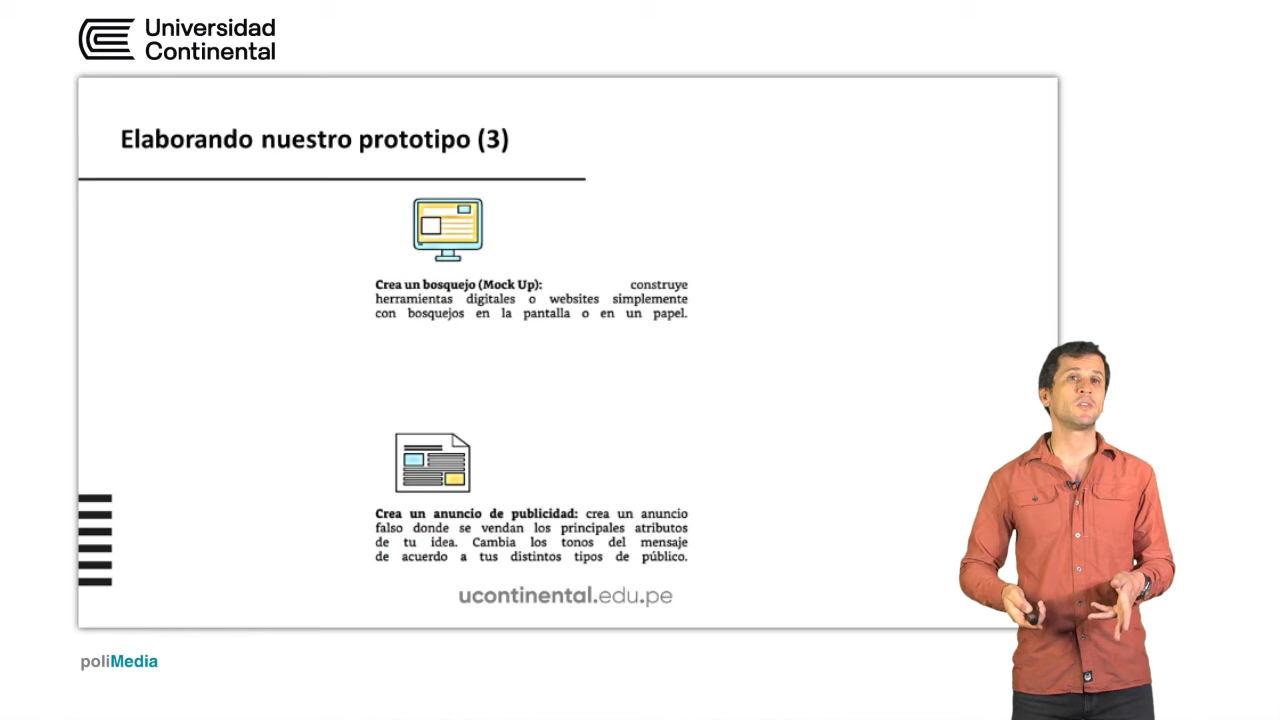 Universidad
Continental
Elaborando nuestro prototipo (3)
Crea un bosquejo (Mock Up): construye
herramientas digitales o websites simplemente
con bosquejos en la pantalla o en un papel.
Crea un anuncio de publicidad: crea un anuncio
falso donde se vendan los principales atributos
de tu idea. Cambia los tonos del mensaje
de acuerdo a tus distintos tipos de público.
ucontinental.edu.pe
poliMedia